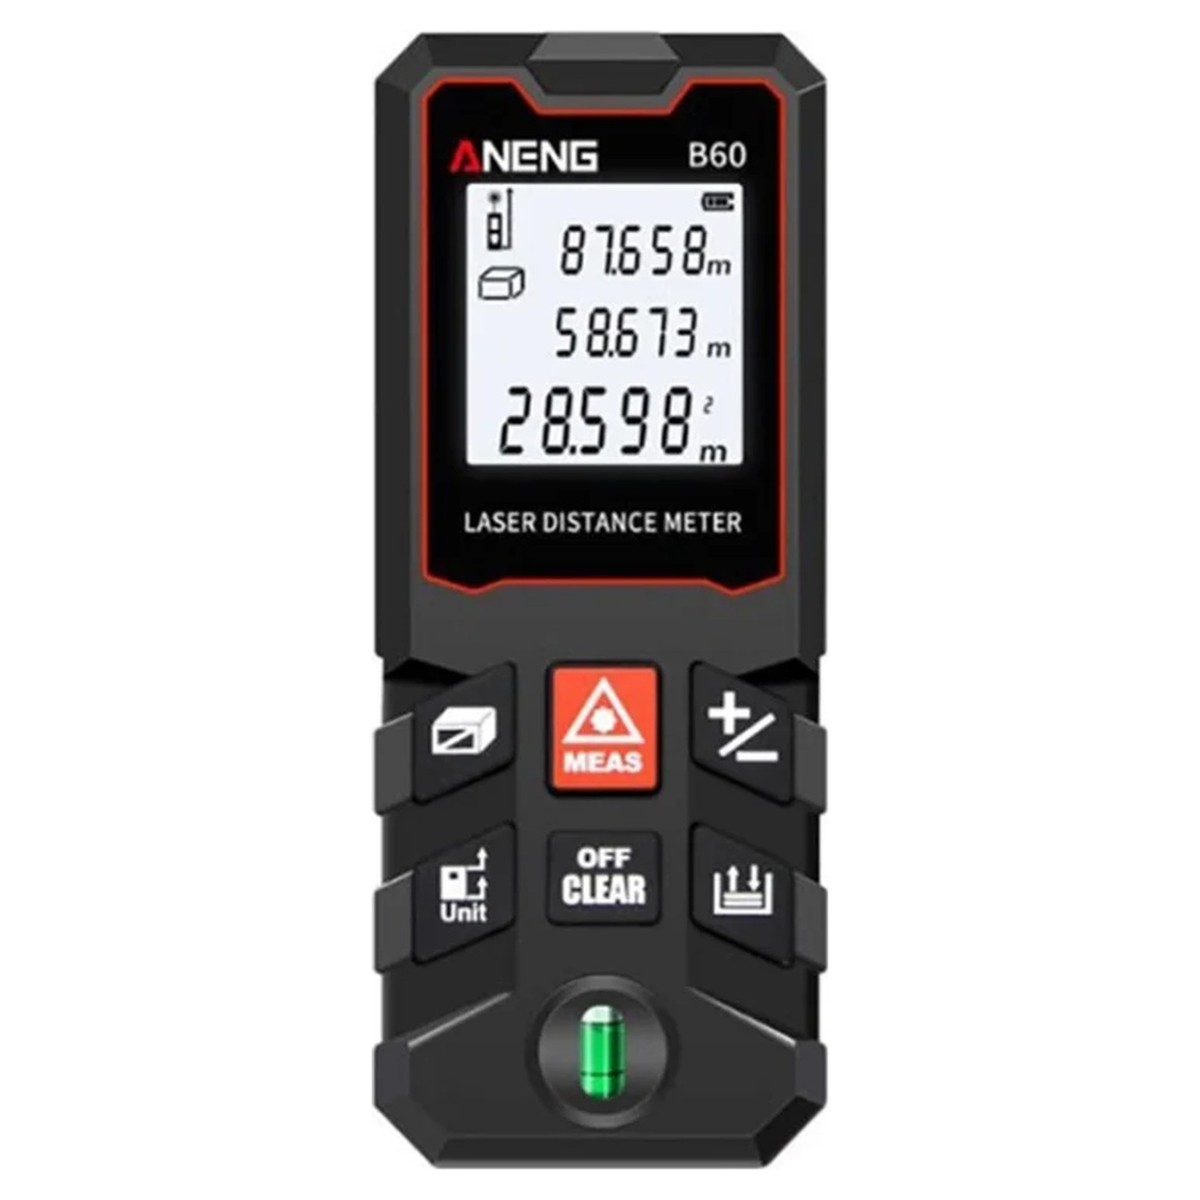 ANENG B60
87.658m
58.673m
28.598m²
LASER DISTANCE METER
MEAS
+/-
Unit
OFF
CLEAR